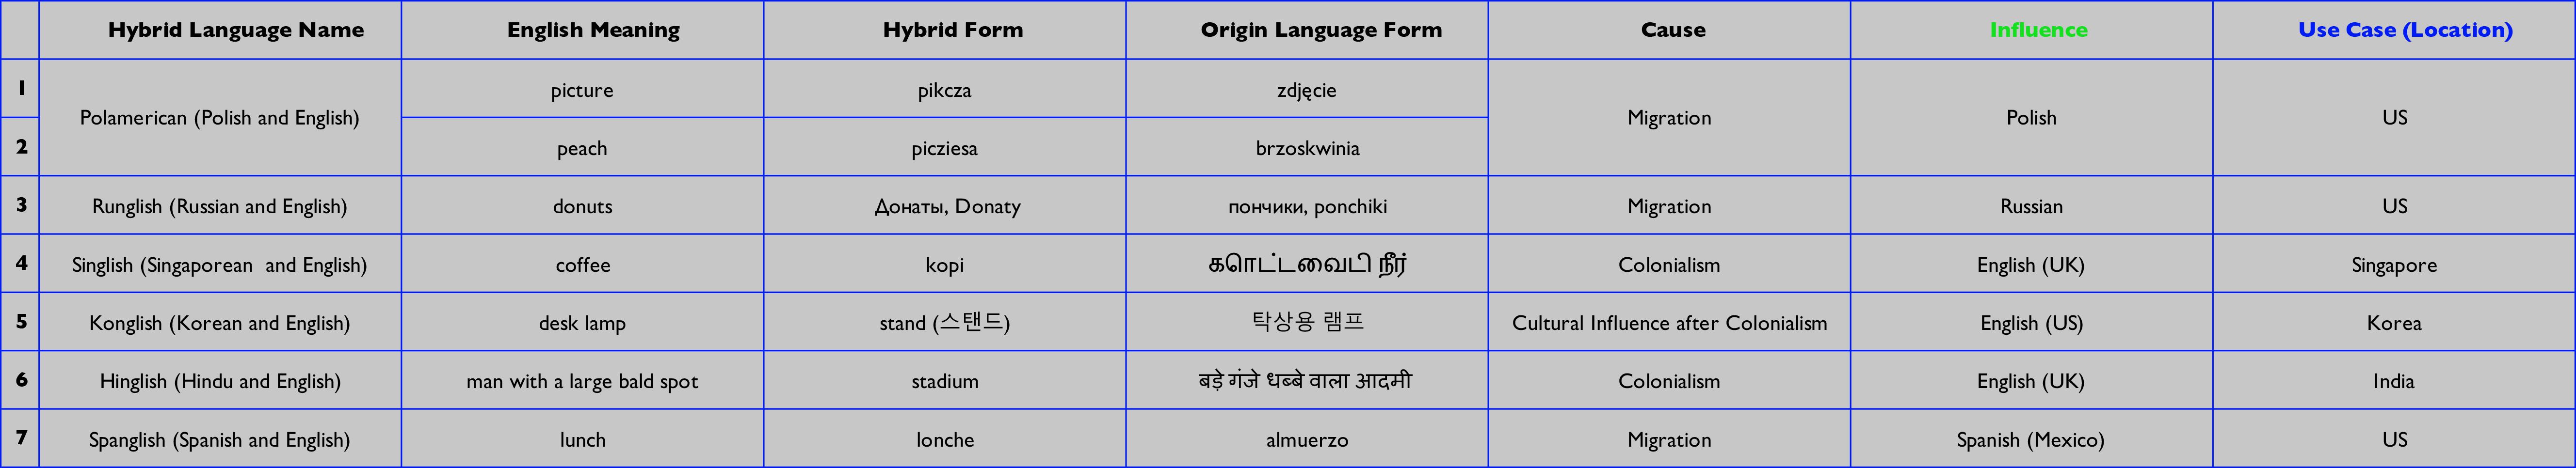 Hybrid Language Name English Meaning Hybrid Form Origin Language Form Cause Influence Use Case (Location)
1 Polamerican (Polish and English) picture pikcza zdjęcie Migration Polish US
2 peach picziesa brzoskwinia
3 Runglish (Russian and English) donuts Донаты, Donaty пончики, ponchiki Migration Russian US
4 Singlish (Singaporean and English) coffee kopi கொட்டைவடி நீர் Colonialism English (UK) Singapore
5 Konglish (Korean and English) desk lamp stand (스탠드) 탁상용 램프 Cultural Influence after Colonialism English (US) Korea
6 Hinglish (Hindu and English) man with a large bald spot stadium बड़े गंजे धब्बे वाला आदमी Colonialism English (UK) India
7 Spanglish (Spanish and English) lunch lonche almuerzo Migration Spanish (Mexico) US